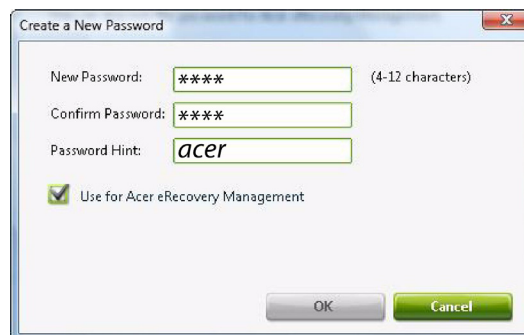 Create a New Password
New Password: **** (4-12 characters)
Confirm Password: ****
Password Hint: acer
Use for Acer eRecovery Management
OK Cancel